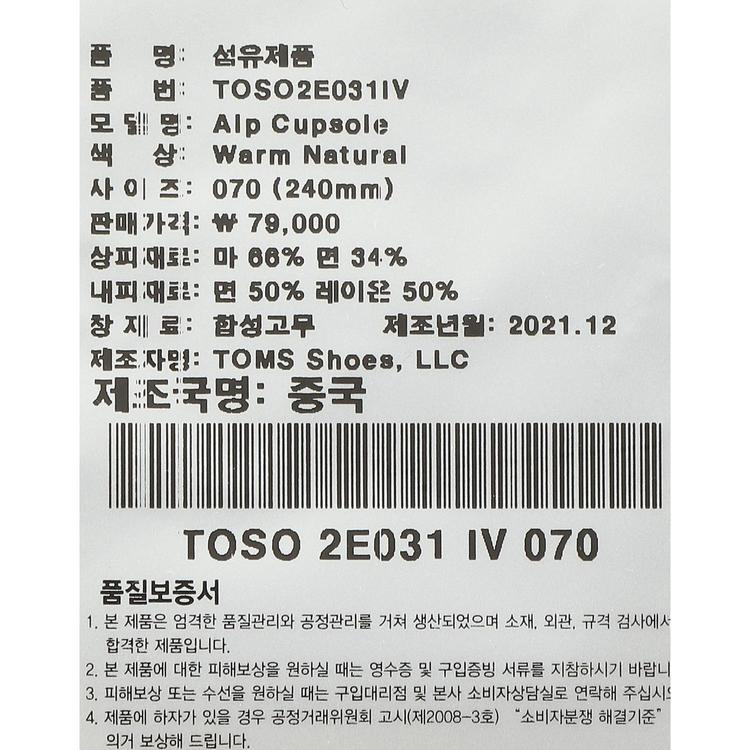 품 명: 섬유제품
품 번: TOSO2E031IV
모 델 명: Alp Cupsole
색 상: Warm Natural
사 이 즈: 070 (240mm)
판매가격: ₩ 79,000
상피재료: 마 66% 면 34%
내피재료: 면 50% 레이온 50%
창 재 료: 합성고무 제조년월: 2021.12
제조자명: TOMS Shoes, LLC
제조국명: 중국
TOSO 2E031 IV 070
품질보증서
1. 본 제품은 엄격한 품질관리와 공정관리를 거쳐 생산되었으며 소재, 외관, 규격 검사에서
합격한 제품입니다.
2. 본 제품에 대한 피해보상을 원하실 때는 영수증 및 구입증빙 서류를 지참하시기 바랍니
3. 피해보상 또는 수선을 원하실 때는 구입대리점 및 본사 소비자상담실로 연락해 주십시오
4. 제품에 하자가 있을 경우 공정거래위원회 고시(제2008-3호) "소비자분쟁 해결기준"
의거 보상해 드립니다.